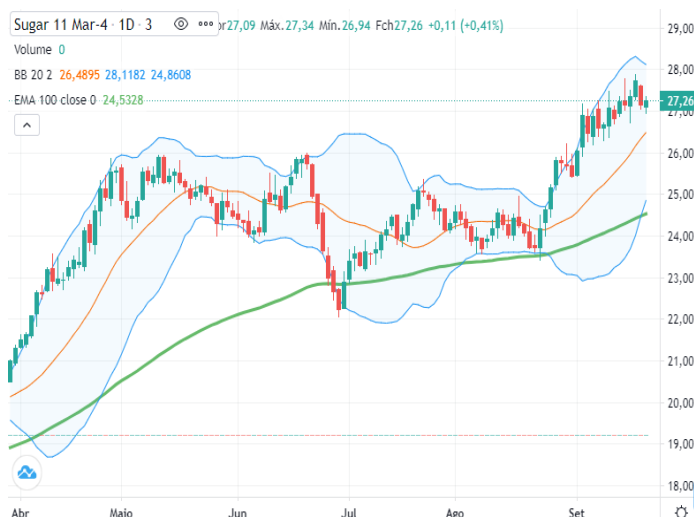 Sugar 11 Mar-4 · 1D · 3 r27,09 Máx.27,34 Mín.26,94 Fch27,26 +0,11 (+0,41%)
Volume 0
BB 20 2 26,4895 28,1182 24,8608
EMA 100 close 0 24,5328
29,00
28,00
27,26
27,00
26,00
25,00
24,00
23,00
22,00
21,00
20,00
19,00
18,00
Abr Maio Jun Jul Ago Set